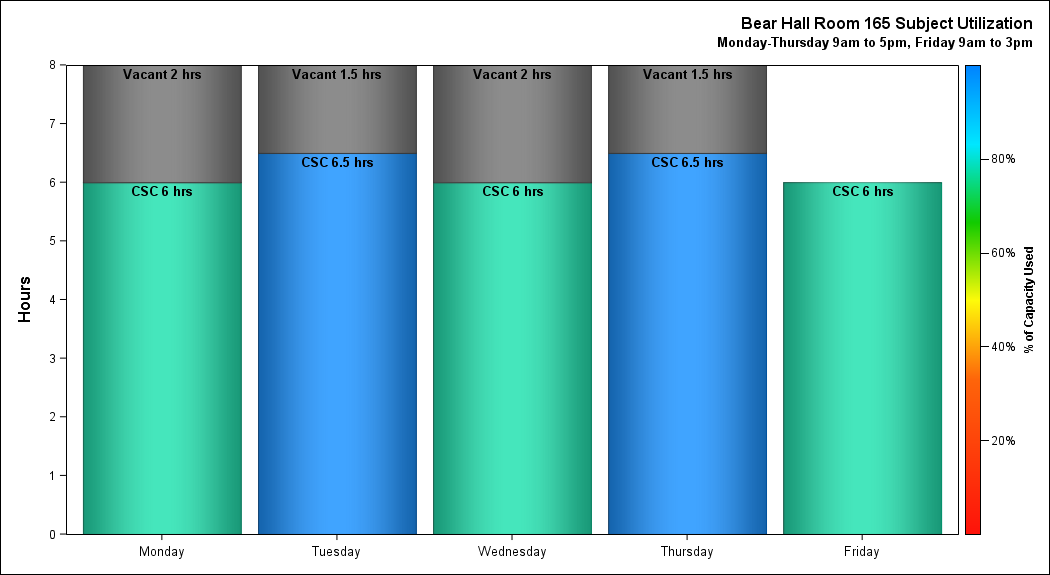 Bear Hall Room 165 Subject Utilization
Monday-Thursday 9am to 5pm, Friday 9am to 3pm
8
7
6
5
4
3
2
1
0
Hours
Vacant 2 hrs
Vacant 1.5 hrs
Vacant 2 hrs
Vacant 1.5 hrs
CSC 6 hrs
CSC 6.5 hrs
CSC 6 hrs
CSC 6.5 hrs
CSC 6 hrs
Monday
Tuesday
Wednesday
Thursday
Friday
80%
60%
40%
20%
% of Capacity Used